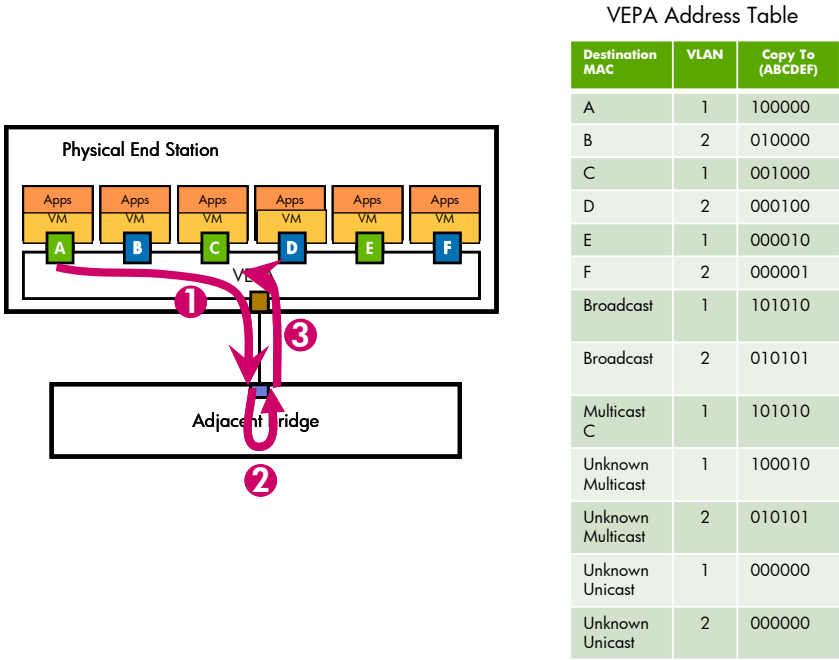 VEPA Address Table
Destination MAC VLAN Copy To (ABCDEF)
A 1 100000
B 2 010000
C 1 001000
D 2 000100
E 1 000010
F 2 000001
Broadcast 1 101010
Broadcast 2 010101
Multicast C 1 101010
Unknown Multicast 1 100010
Unknown Multicast 2 010101
Unknown Unicast 1 000000
Unknown Unicast 2 000000
Physical End Station
Apps Apps Apps Apps Apps Apps
VM VM VM VM VM VM
A B C D E F
VEPA
1
3
Adjacent Bridge
2